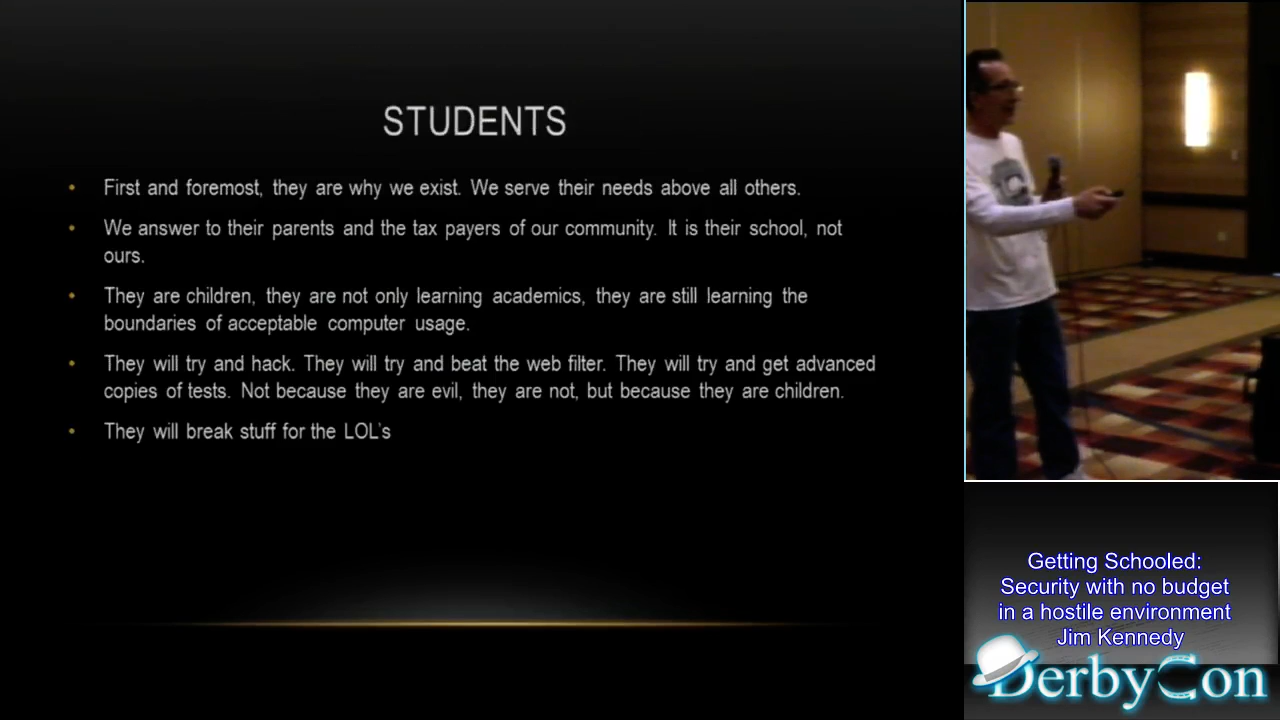 STUDENTS
• First and foremost, they are why we exist. We serve their needs above all others.
• We answer to their parents and the tax payers of our community. It is their school, not
ours.
• They are children, they are not only learning academics, they are still learning the
boundaries of acceptable computer usage.
• They will try and hack. They will try and beat the web filter. They will try and get advanced
copies of tests. Not because they are evil, they are not, but because they are children.
• They will break stuff for the LOL's
Getting Schooled:
Security with no budget
in a hostile environment
Jim Kennedy
DerbyCon